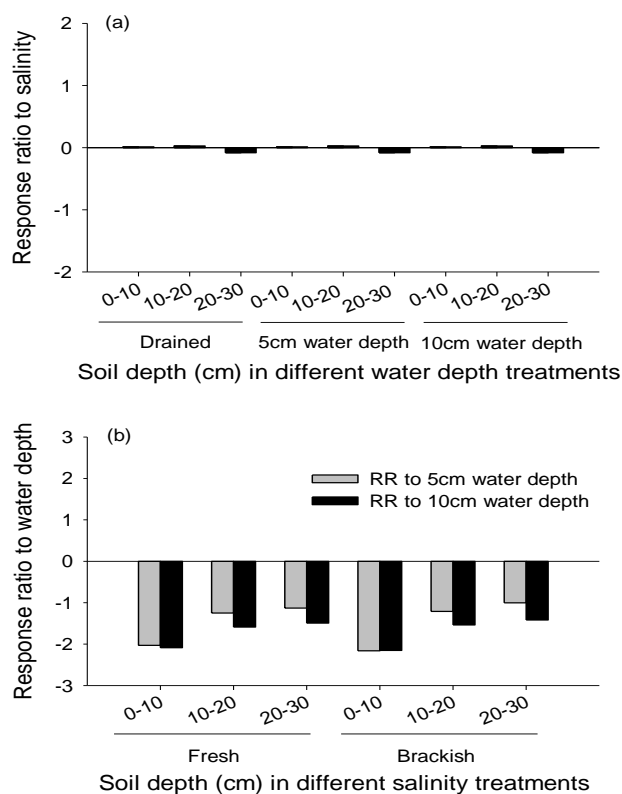 (a)
Response ratio to salinity
2
1
0
-1
-2
0-10
10-20
20-30
0-10
10-20
20-30
0-10
10-20
20-30
Drained
5cm water depth
10cm water depth
Soil depth (cm) in different water depth treatments
(b)
Response ratio to water depth
3
2
1
0
-1
-2
-3
RR to 5cm water depth
RR to 10cm water depth
0-10
10-20
20-30
0-10
10-20
20-30
Fresh
Brackish
Soil depth (cm) in different salinity treatments